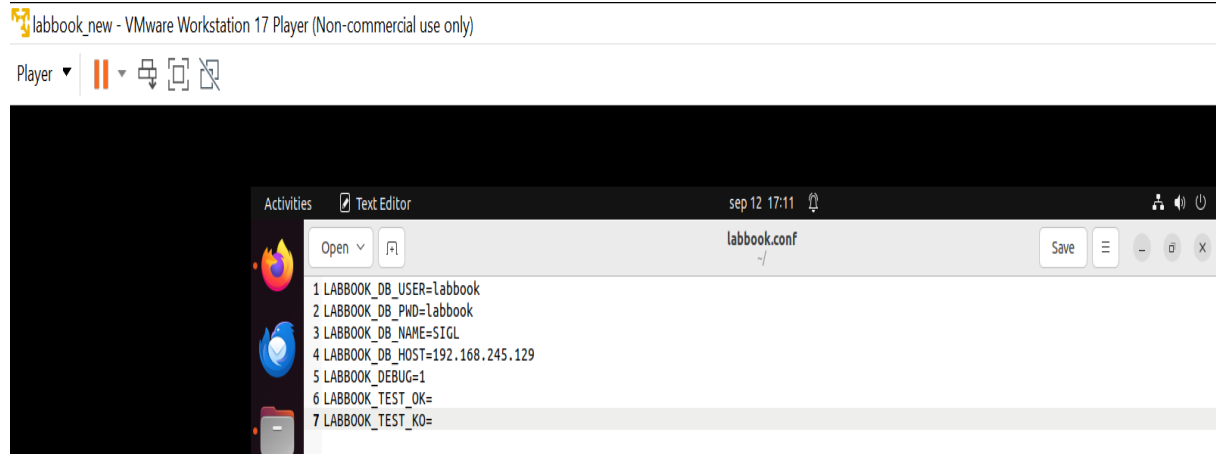 labbook_new - VMware Workstation 17 Player (Non-commercial use only)
Player
Activities Text Editor sep 12 17:11
Open labbook.conf Save
~/
1 LABBOOK_DB_USER=labbook
2 LABBOOK_DB_PWD=labbook
3 LABBOOK_DB_NAME=SIGL
4 LABBOOK_DB_HOST=192.168.245.129
5 LABBOOK_DEBUG=1
6 LABBOOK_TEST_OK=
7 LABBOOK_TEST_KO=